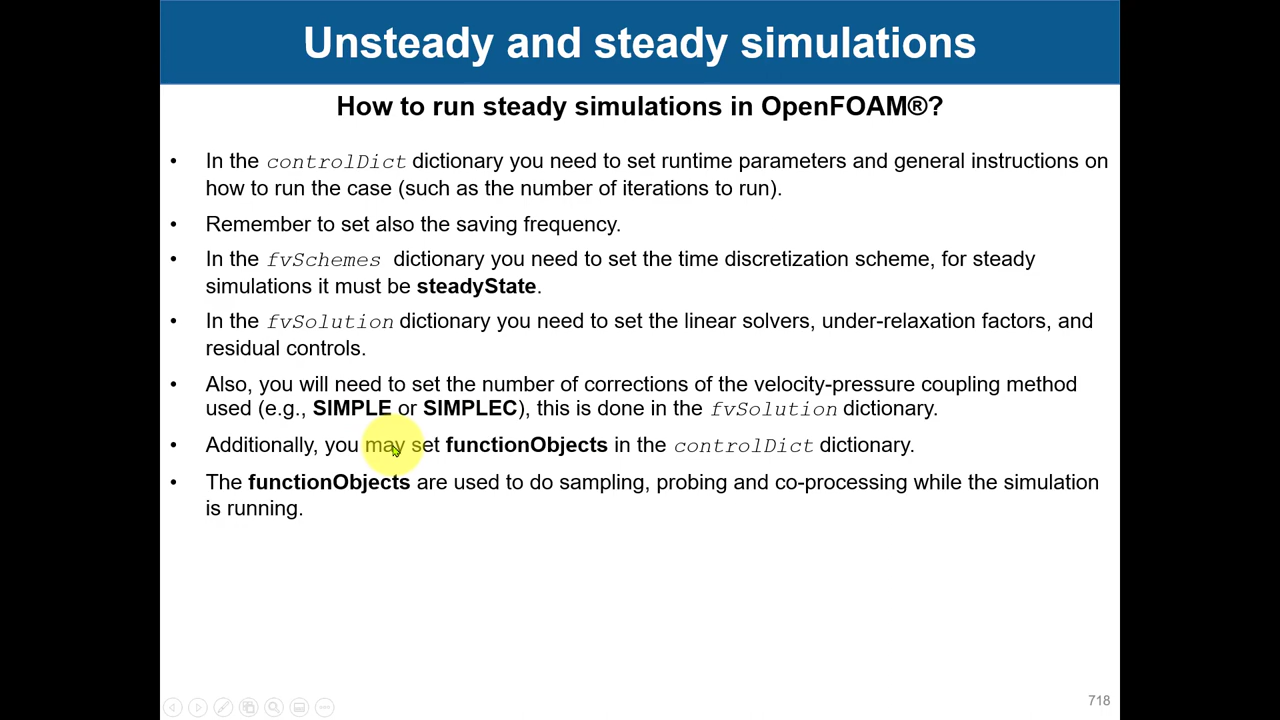 Unsteady and steady simulations
How to run steady simulations in OpenFOAM®?
• In the controlDict dictionary you need to set runtime parameters and general instructions on
how to run the case (such as the number of iterations to run).
• Remember to set also the saving frequency.
• In the fvSchemes dictionary you need to set the time discretization scheme, for steady
simulations it must be steadyState.
• In the fvSolution dictionary you need to set the linear solvers, under-relaxation factors, and
residual controls.
• Also, you will need to set the number of corrections of the velocity-pressure coupling method
used (e.g., SIMPLE or SIMPLEC), this is done in the fvSolution dictionary.
• Additionally, you may set functionObjects in the controlDict dictionary.
• The functionObjects are used to do sampling, probing and co-processing while the simulation
is running.
718